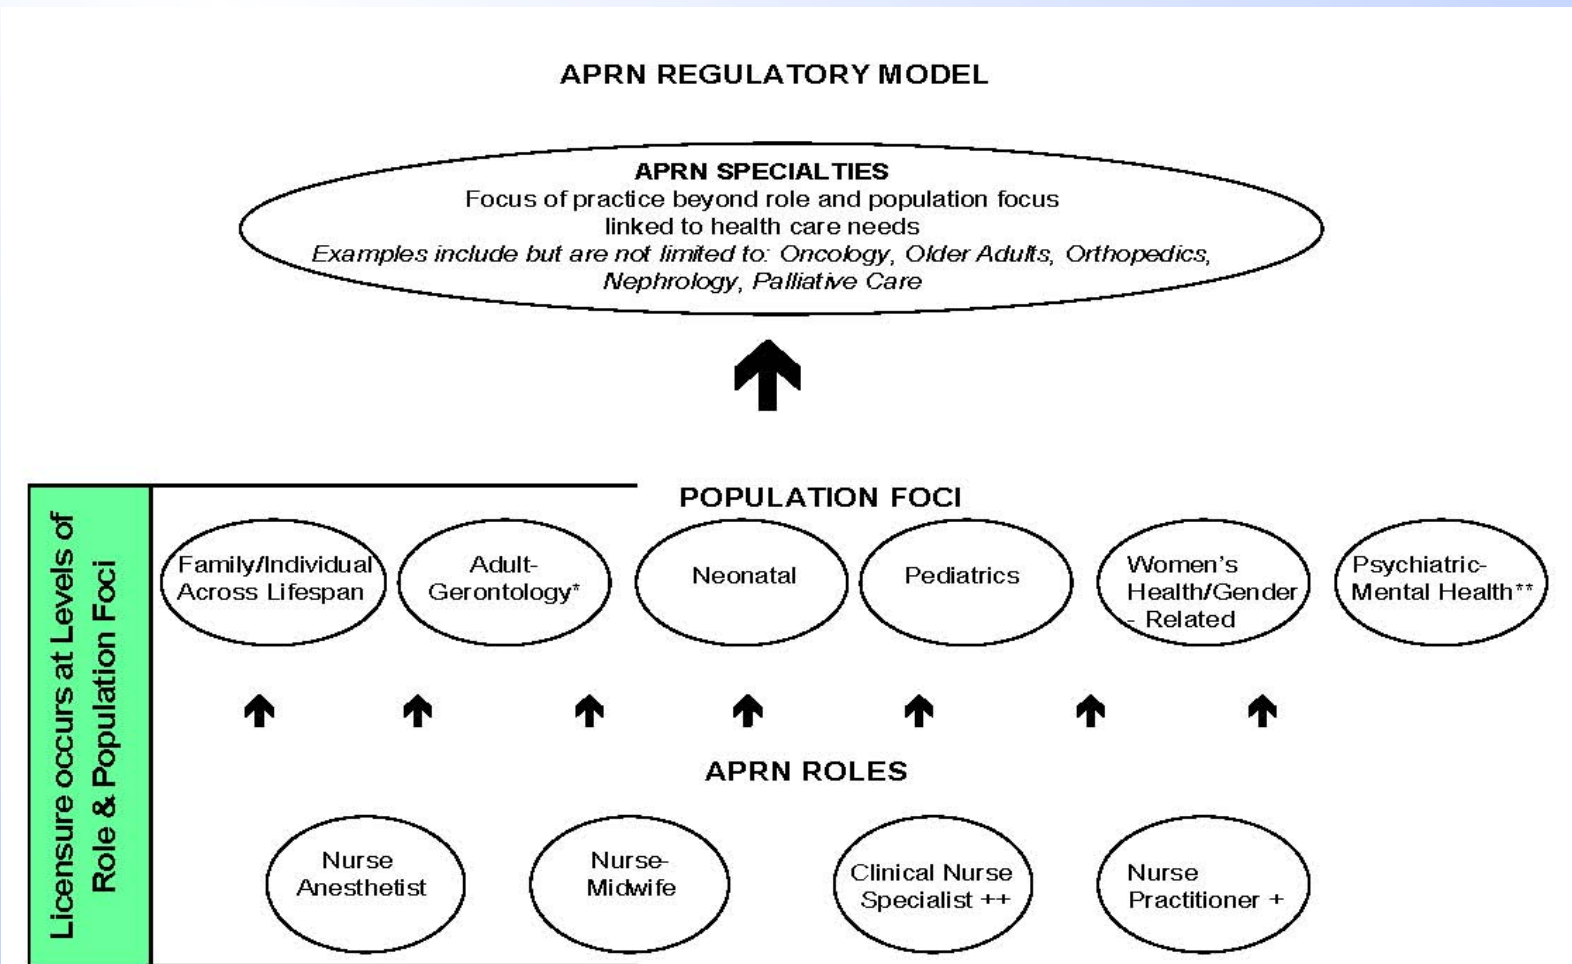 APRN REGULATORY MODEL
APRN SPECIALTIES
Focus of practice beyond role and population focus
linked to health care needs
Examples include but are not limited to: Oncology, Older Adults, Orthopedics,
Nephrology, Palliative Care
POPULATION FOCI
Family/Individual
Across Lifespan
Adult-
Gerontology*
Neonatal
Pediatrics
Women's
Health/Gender
- Related
Psychiatric-
Mental Health**
APRN ROLES
Nurse
Anesthetist
Nurse-
Midwife
Clinical Nurse
Specialist ++
Nurse
Practitioner +
Licensure occurs at Levels of
Role & Population Foci